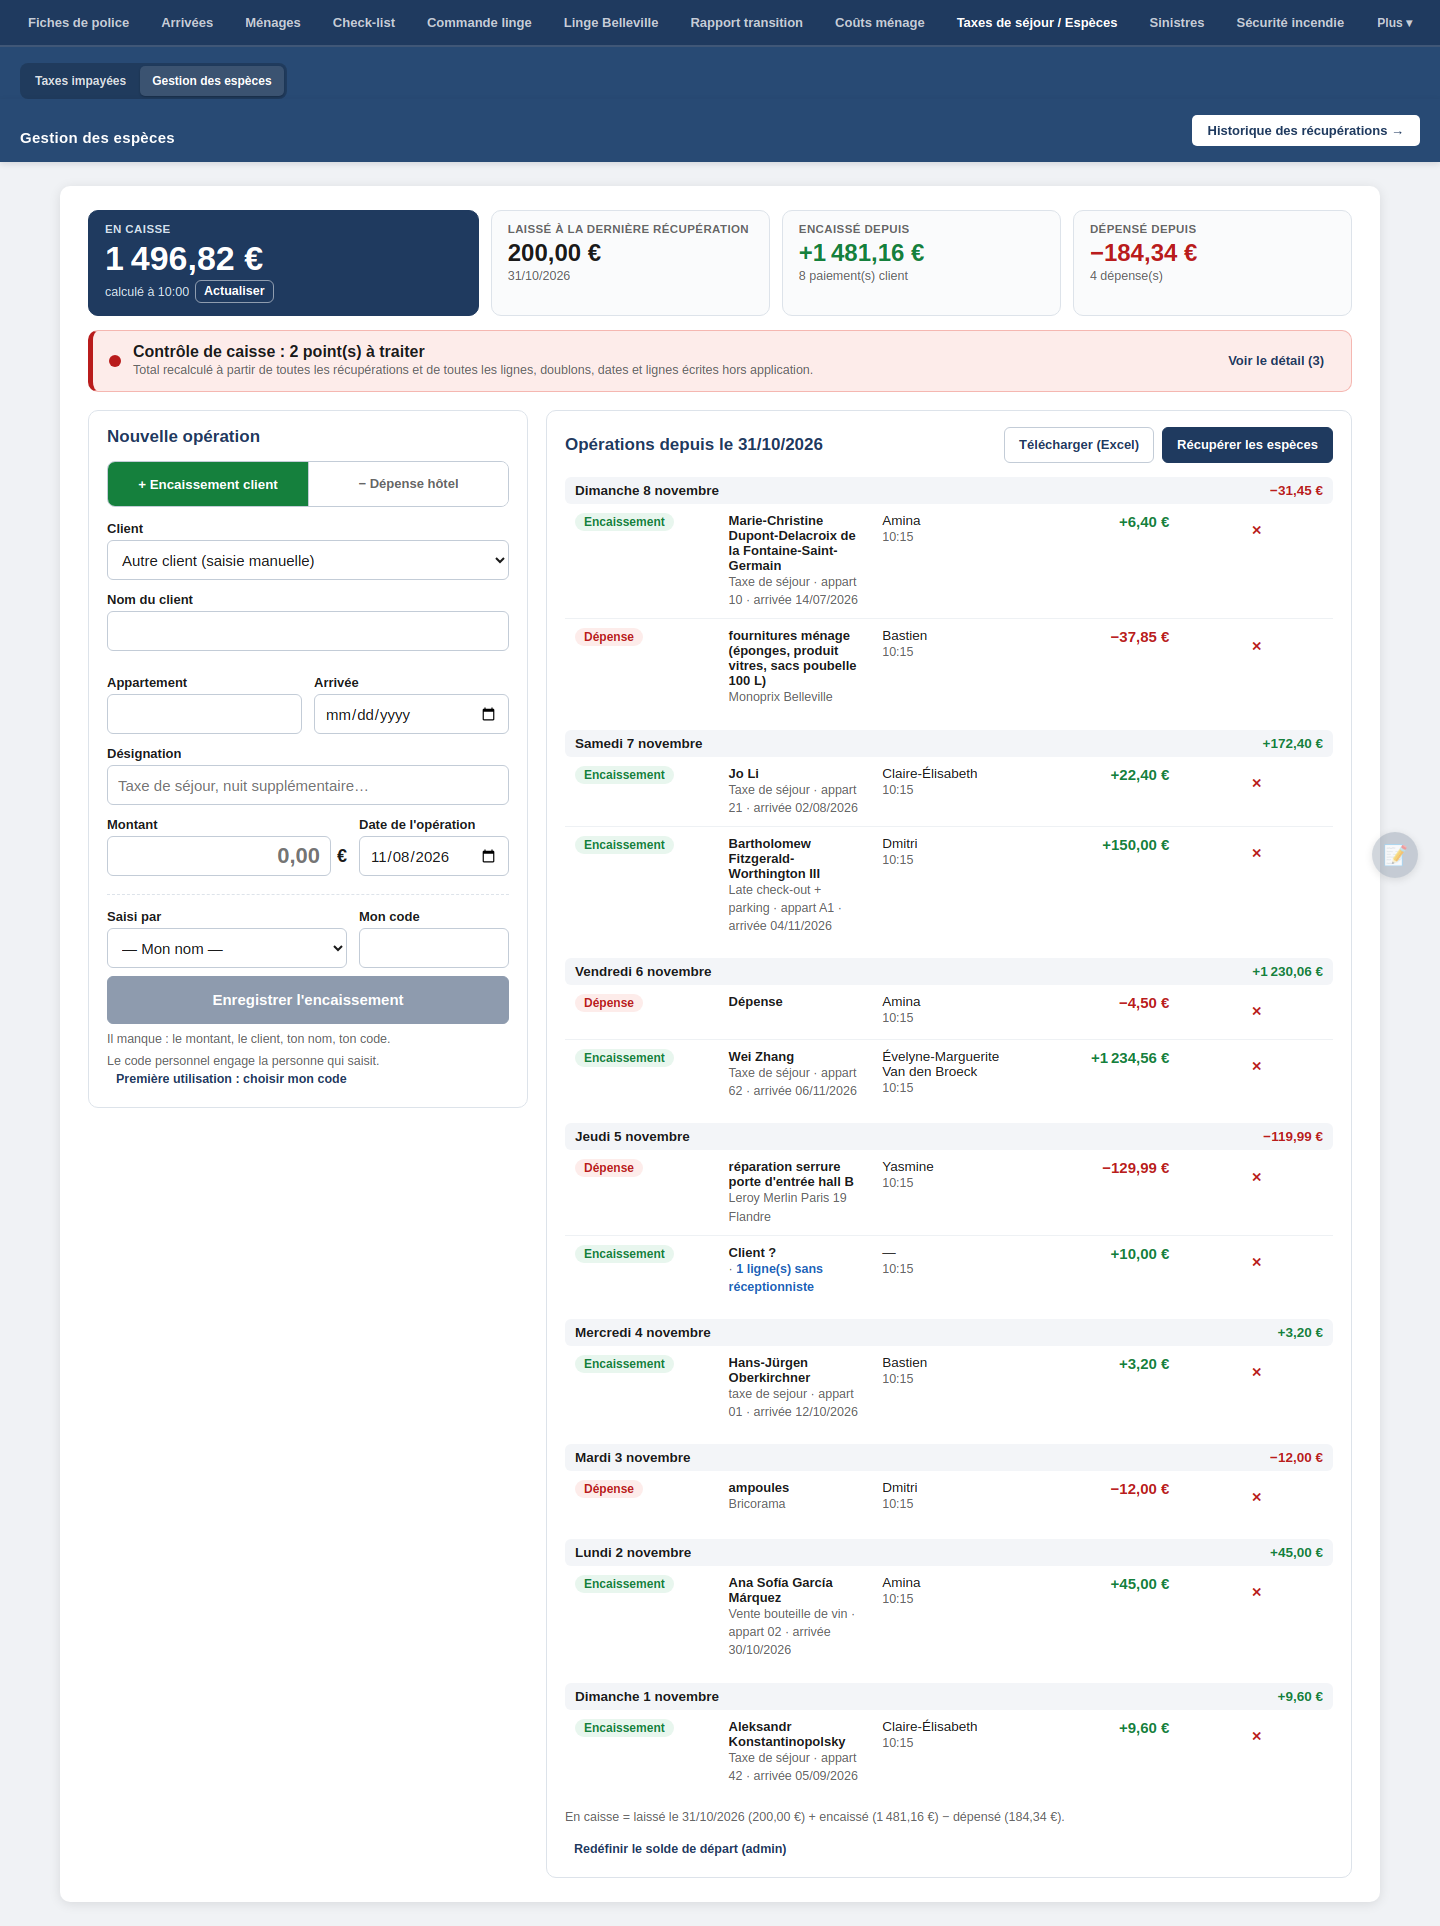 Fiches de police Arrivées Ménages Check-list Commande linge Linge Belleville Rapport transition Coûts ménage Taxes de séjour / Espèces Sinistres Sécurité incendie Plus ▾
Taxes impayées Gestion des espèces
Gestion des espèces
Historique des récupérations →
EN CAISSE
1 496,82 €
calculé à 10:00 Actualiser
LAISSÉ À LA DERNIÈRE RÉCUPÉRATION
200,00 €
31/10/2026
ENCAISSÉ DEPUIS
+1 481,16 €
8 paiement(s) client
DÉPENSÉ DEPUIS
−184,34 €
4 dépense(s)
Contrôle de caisse : 2 point(s) à traiter
Total recalculé à partir de toutes les récupérations et de toutes les lignes, doublons, dates et lignes écrites hors application.
Voir le détail (3)
Nouvelle opération
+ Encaissement client − Dépense hôtel
Client
Autre client (saisie manuelle)
Nom du client
Appartement Arrivée
mm/dd/yyyy
Désignation
Taxe de séjour, nuit supplémentaire…
Montant Date de l'opération
0,00 € 11/08/2026
Saisi par Mon code
— Mon nom —
Enregistrer l'encaissement
Il manque : le montant, le client, ton nom, ton code.
Le code personnel engage la personne qui saisit.
Première utilisation : choisir mon code
Opérations depuis le 31/10/2026
Télécharger (Excel) Récupérer les espèces
Dimanche 8 novembre −31,45 €
Encaissement Marie-Christine Amina +6,40 € ✕
Dupont-Delacroix de 10:15
la Fontaine-Saint-
Germain
Taxe de séjour · appart
10 · arrivée 14/07/2026
Dépense fournitures ménage Bastien −37,85 € ✕
(éponges, produit 10:15
vitres, sacs poubelle
100 L)
Monoprix Belleville
Samedi 7 novembre +172,40 €
Encaissement Jo Li Claire-Élisabeth +22,40 € ✕
Taxe de séjour · appart 10:15
21 · arrivée 02/08/2026
Encaissement Bartholomew Dmitri +150,00 € ✕
Fitzgerald- 10:15
Worthington III
Late check-out +
parking · appart A1 ·
arrivée 04/11/2026
Vendredi 6 novembre +1 230,06 €
Dépense Dépense Amina −4,50 € ✕
10:15
Encaissement Wei Zhang Évelyne-Marguerite +1 234,56 € ✕
Taxe de séjour · appart Van den Broeck
62 · arrivée 06/11/2026 10:15
Jeudi 5 novembre −119,99 €
Dépense réparation serrure Yasmine −129,99 € ✕
porte d'entrée hall B 10:15
Leroy Merlin Paris 19
Flandre
Encaissement Client ? — +10,00 € ✕
· 1 ligne(s) sans 10:15
réceptionniste
Mercredi 4 novembre +3,20 €
Encaissement Hans-Jürgen Bastien +3,20 € ✕
Oberkirchner 10:15
taxe de sejour · appart
01 · arrivée 12/10/2026
Mardi 3 novembre −12,00 €
Dépense ampoules Dmitri −12,00 € ✕
Bricorama 10:15
Lundi 2 novembre +45,00 €
Encaissement Ana Sofía García Amina +45,00 € ✕
Márquez 10:15
Vente bouteille de vin ·
appart 02 · arrivée
30/10/2026
Dimanche 1 novembre +9,60 €
Encaissement Aleksandr Claire-Élisabeth +9,60 € ✕
Konstantinopolsky 10:15
Taxe de séjour · appart
42 · arrivée 05/09/2026
En caisse = laissé le 31/10/2026 (200,00 €) + encaissé (1 481,16 €) − dépensé (184,34 €).
Redéfinir le solde de départ (admin)